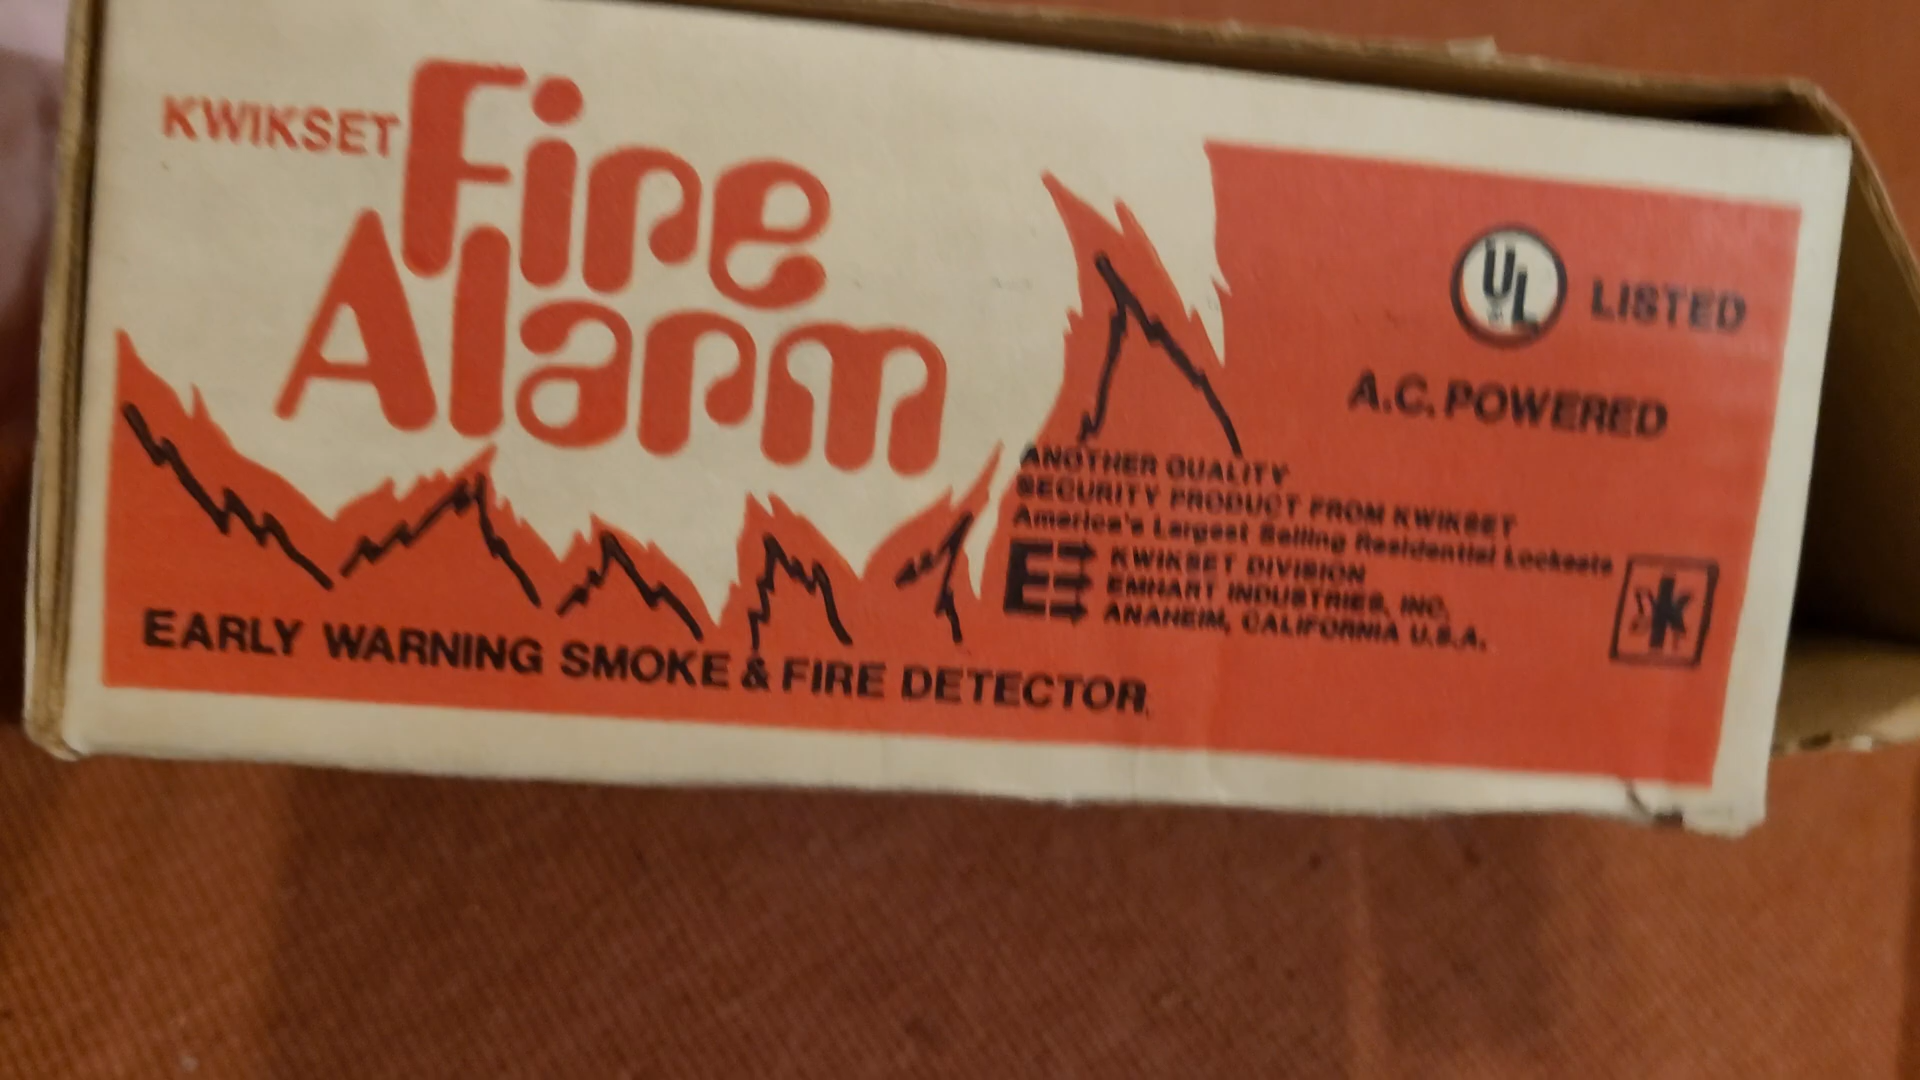 KWIKSET
Fire
Alarm
UL LISTED
A.C. POWERED
ANOTHER QUALITY
SECURITY PRODUCT FROM KWIKSET
America's Largest Selling Residential Locksets
KWIKSET DIVISION
EMHART INDUSTRIES, INC.
ANAHEIM, CALIFORNIA U.S.A.
k
EARLY WARNING SMOKE & FIRE DETECTOR